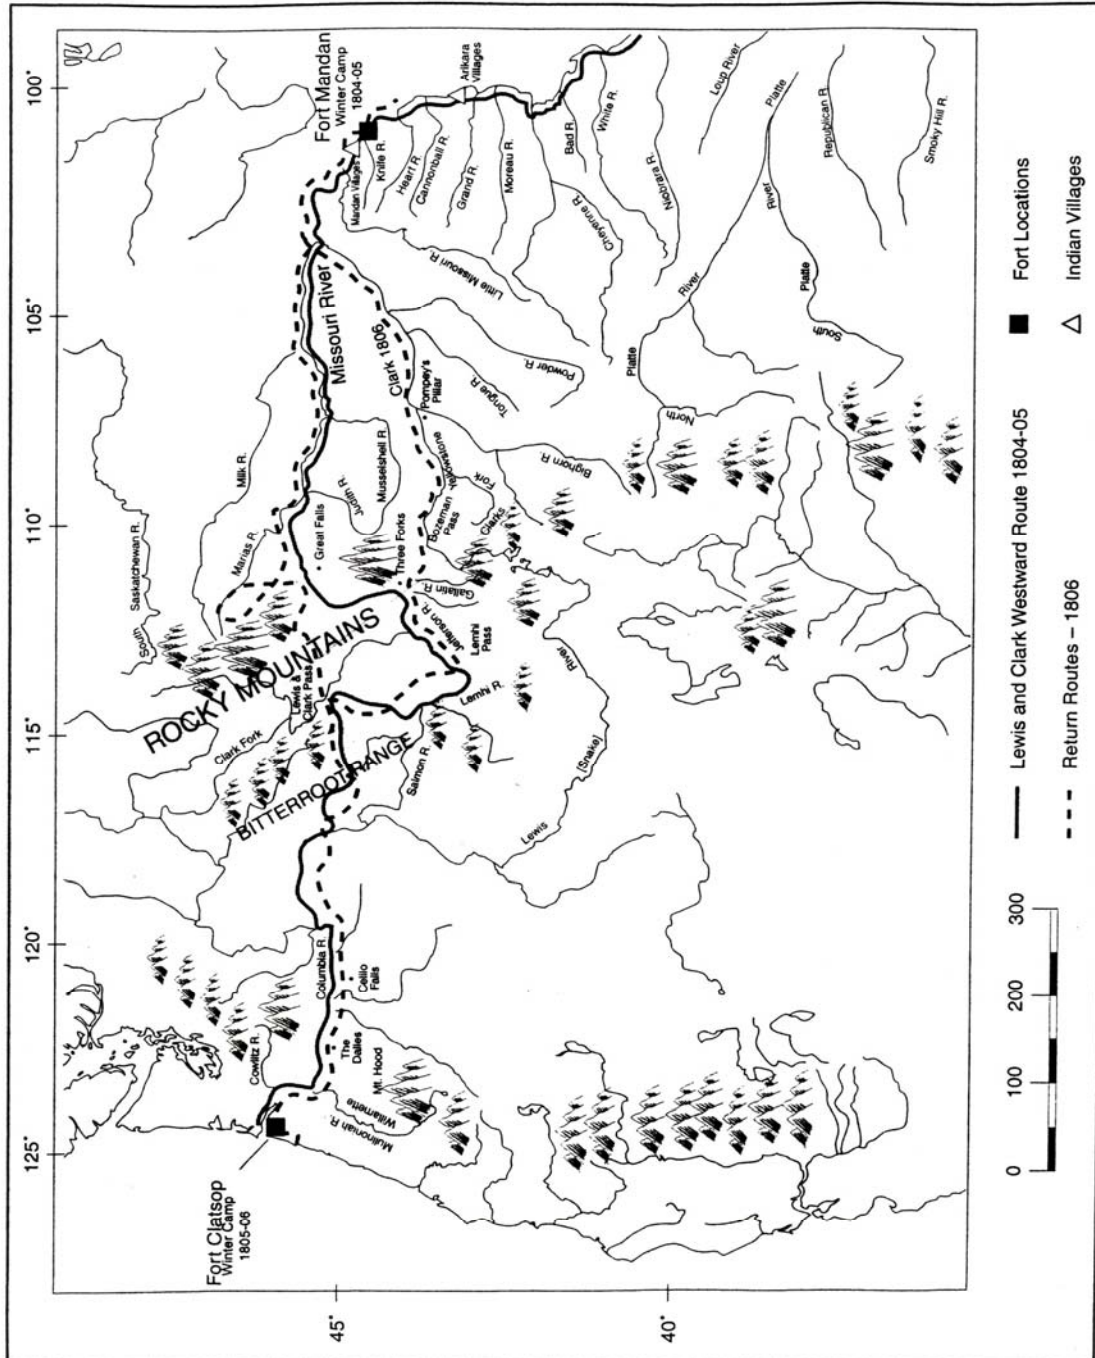 125°
120°
115°
110°
105°
100°
45°
40°
Fort Clatsop
Winter Camp
1805-06
Cowlitz R.
Columbia R.
The
Dalles
Celilo
Falls
Mt. Hood
Willamette
ROCKY MOUNTAINS
BITTERROOT RANGE
Clark Fork
Lewis &
Clark Pass
Salmon R.
Lemhi R.
Lemhi
Pass
Lewis
[Snake]
River
South
Saskatchewan R.
Marias R.
Milk R.
Great Falls
Judith R.
Musselshell R.
Three Forks
Jefferson R.
Gallatin R.
Bozeman
Pass
Yellowstone
Clarks
Fork
Pompey's
Pillar
Clark 1806
Bighorn R.
Tongue R.
Powder R.
Missouri River
Little Missouri R.
Fort Mandan
Winter Camp
1804-05
Mandan Villages
Knife R.
Heart R.
Cannonball R.
Grand R.
Moreau R.
Arikara
Villages
Cheyenne R.
Bad R.
White R.
Niobrara R.
North
Platte
River
Loup River
Platte
River
South
Platte
Republican R.
Smoky Hill R.
0
100
200
300
Lewis and Clark Westward Route 1804-05
Return Routes – 1806
Fort Locations
Indian Villages